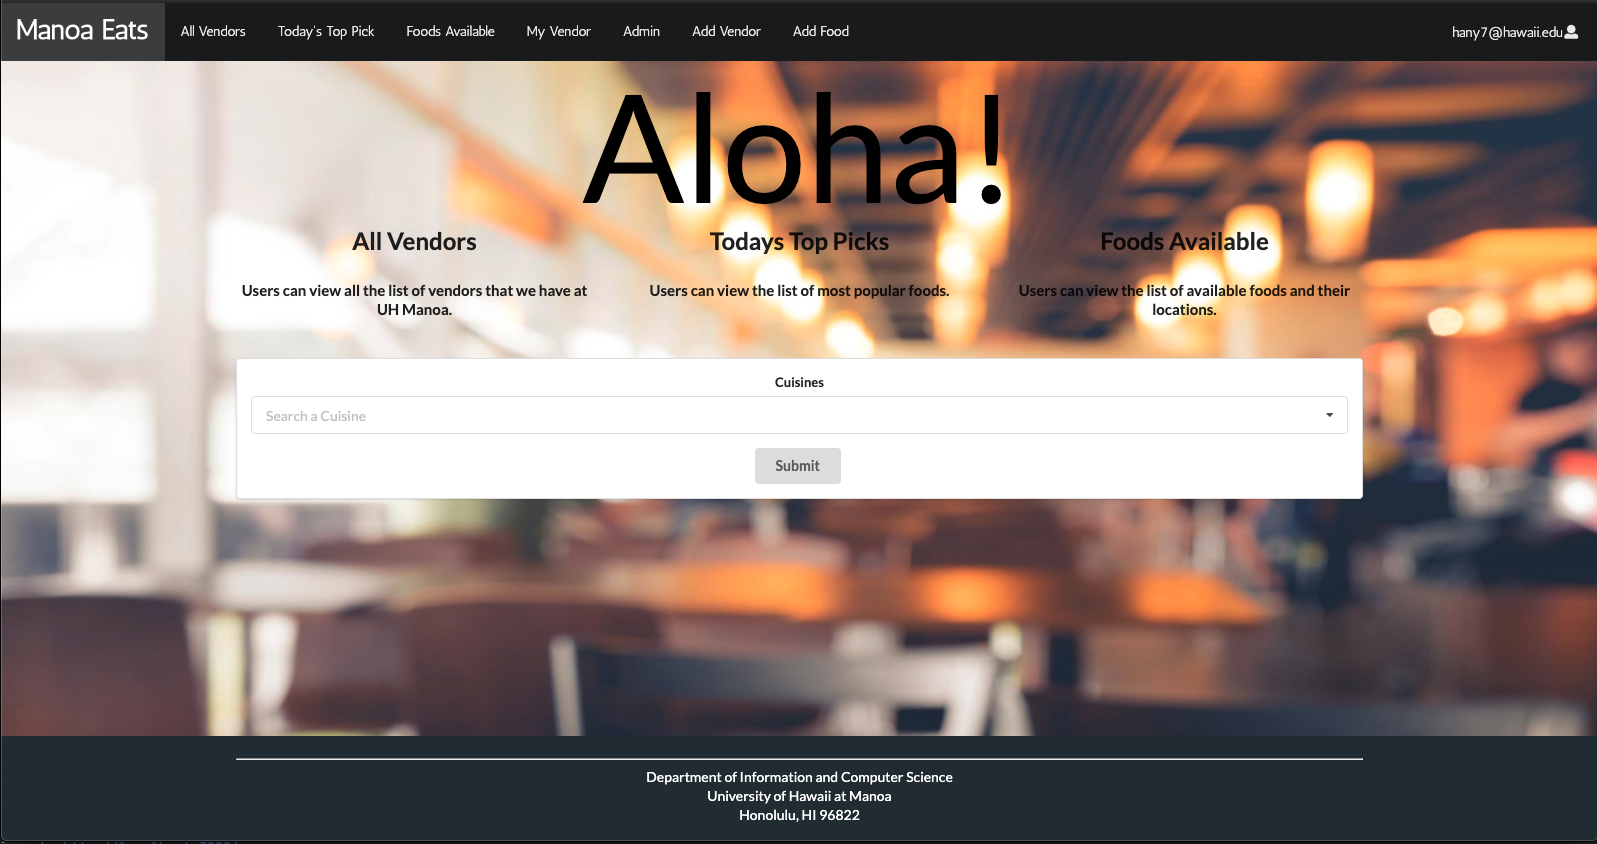 Manoa Eats
All Vendors
Today's Top Pick
Foods Available
My Vendor
Admin
Add Vendor
Add Food
hany7@hawaii.edu
Aloha!
All Vendors
Users can view all the list of vendors that we have at
UH Manoa.
Todays Top Picks
Users can view the list of most popular foods.
Foods Available
Users can view the list of available foods and their
locations.
Cuisines
Search a Cuisine
Submit
Department of Information and Computer Science
University of Hawaii at Manoa
Honolulu, HI 96822